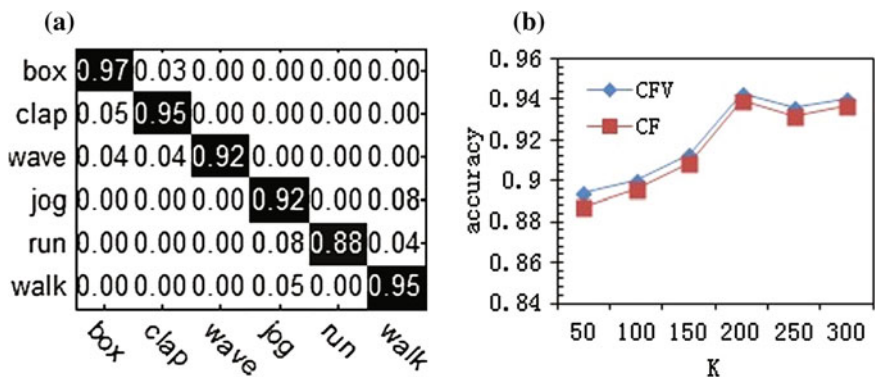 (a)
box 0.97 0.03 0.00 0.00 0.00 0.00
clap 0.05 0.95 0.00 0.00 0.00 0.00
wave 0.04 0.04 0.92 0.00 0.00 0.00
jog 0.00 0.00 0.00 0.92 0.00 0.08
run 0.00 0.00 0.00 0.08 0.88 0.04
walk 0.00 0.00 0.00 0.05 0.00 0.95
box clap wave jog run walk
(b)
0.96
0.94
0.92
0.9
0.88
0.86
0.84
accuracy
CFV
CF
50 100 150 200 250 300
K